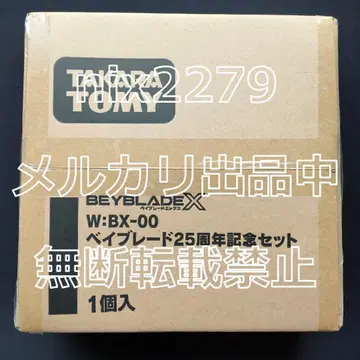 nix2279
TAKARA
TOMY
メルカリ出品中
BEYBLADE X
ベイブレードエックス
W:BX-00
ベイブレード25周年記念セット
無断転載禁止
1個入